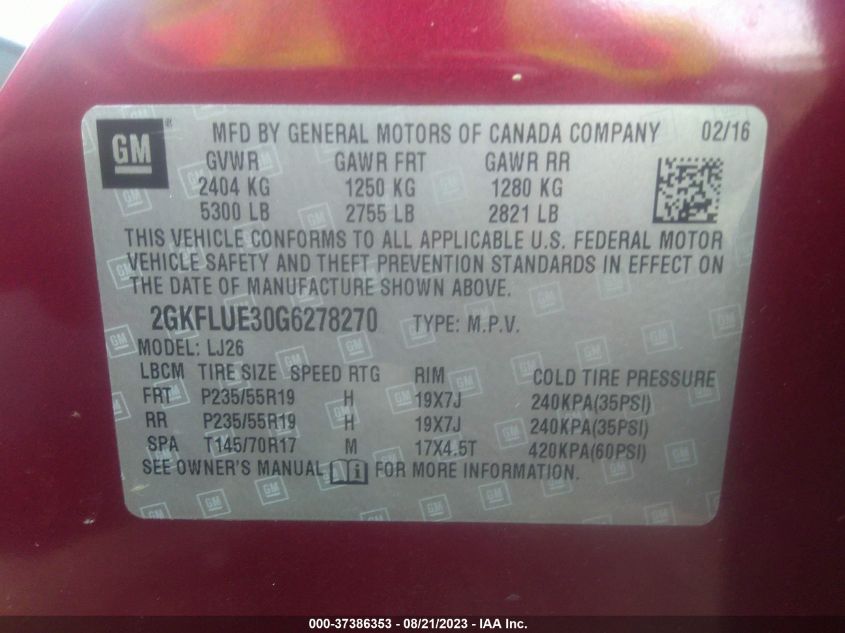 GM ® MFD BY GENERAL MOTORS OF CANADA COMPANY 02/16
GVWR GAWR FRT GAWR RR
2404 KG 1250 KG 1280 KG
5300 LB 2755 LB 2821 LB
THIS VEHICLE CONFORMS TO ALL APPLICABLE U.S. FEDERAL MOTOR
VEHICLE SAFETY AND THEFT PREVENTION STANDARDS IN EFFECT ON
THE DATE OF MANUFACTURE SHOWN ABOVE.
2GKFLUE30G6278270 TYPE: M.P.V.
MODEL: LJ26
LBCM TIRE SIZE SPEED RTG RIM COLD TIRE PRESSURE
FRT P235/55R19 H 19X7J 240KPA(35PSI)
RR P235/55R19 H 19X7J 240KPA(35PSI)
SPA T145/70R17 M 17X4.5T 420KPA(60PSI)
SEE OWNER'S MANUAL FOR MORE INFORMATION.
000-37386353 - 08/21/2023 - IAA Inc.